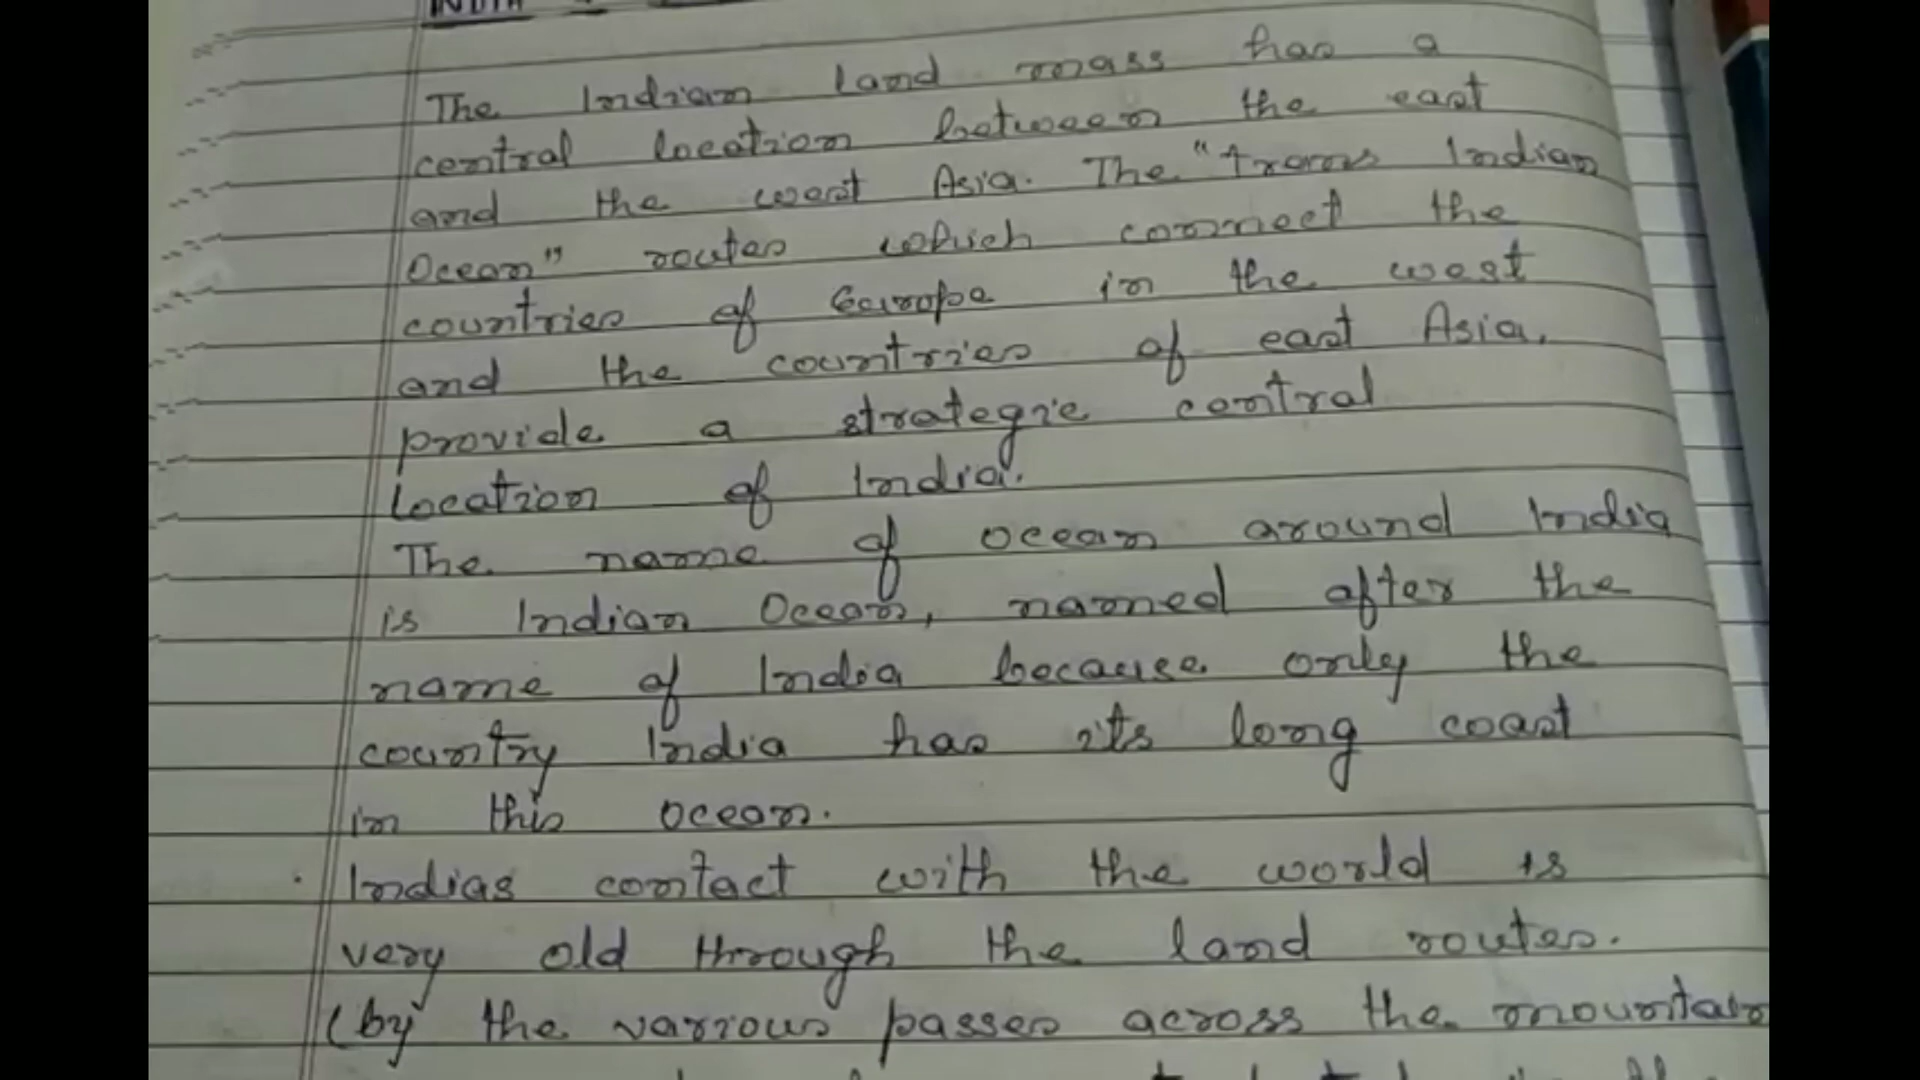 INDIA
The Indian land mass has a
central location between the east
and the west Asia. The "trans Indian
Ocean" routes which connect the
countries of Europe in the west
and the countries of east Asia,
provide a strategic central
location of India.
The name of ocean around India
is Indian Ocean, named after the
name of India because only the
country India has its long coast
in this ocean.
Indias contact with the world is
very old through the land routes.
(by the various passes across the mountain